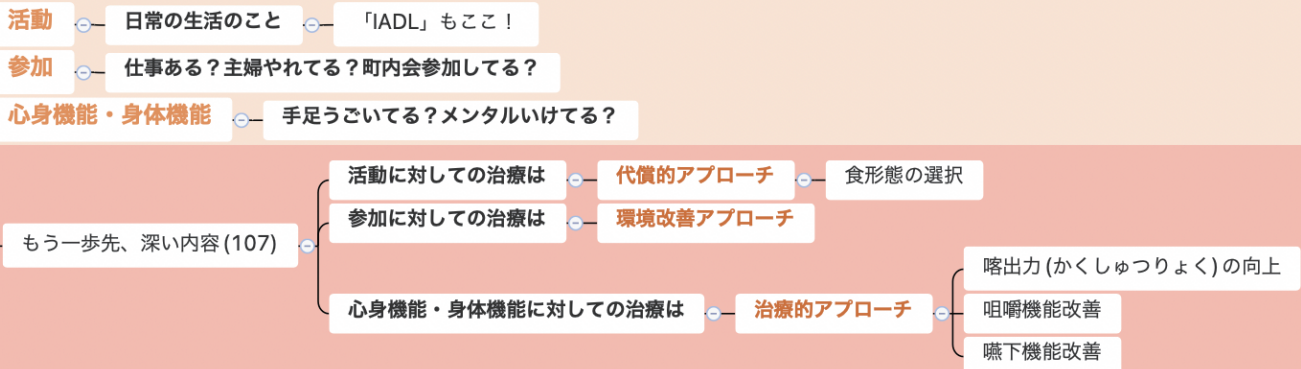 活動 日常の生活のこと 「IADL」もここ！
参加 仕事ある？主婦やれてる？町内会参加してる？
心身機能・身体機能 手足うごいてる？メンタルいけてる？
活動に対しての治療は 代償的アプローチ 食形態の選択
参加に対しての治療は 環境改善アプローチ
もう一歩先、深い内容(107)
心身機能・身体機能に対しての治療は 治療的アプローチ
喀出力(かくしゅつりょく)の向上
咀嚼機能改善
嚥下機能改善